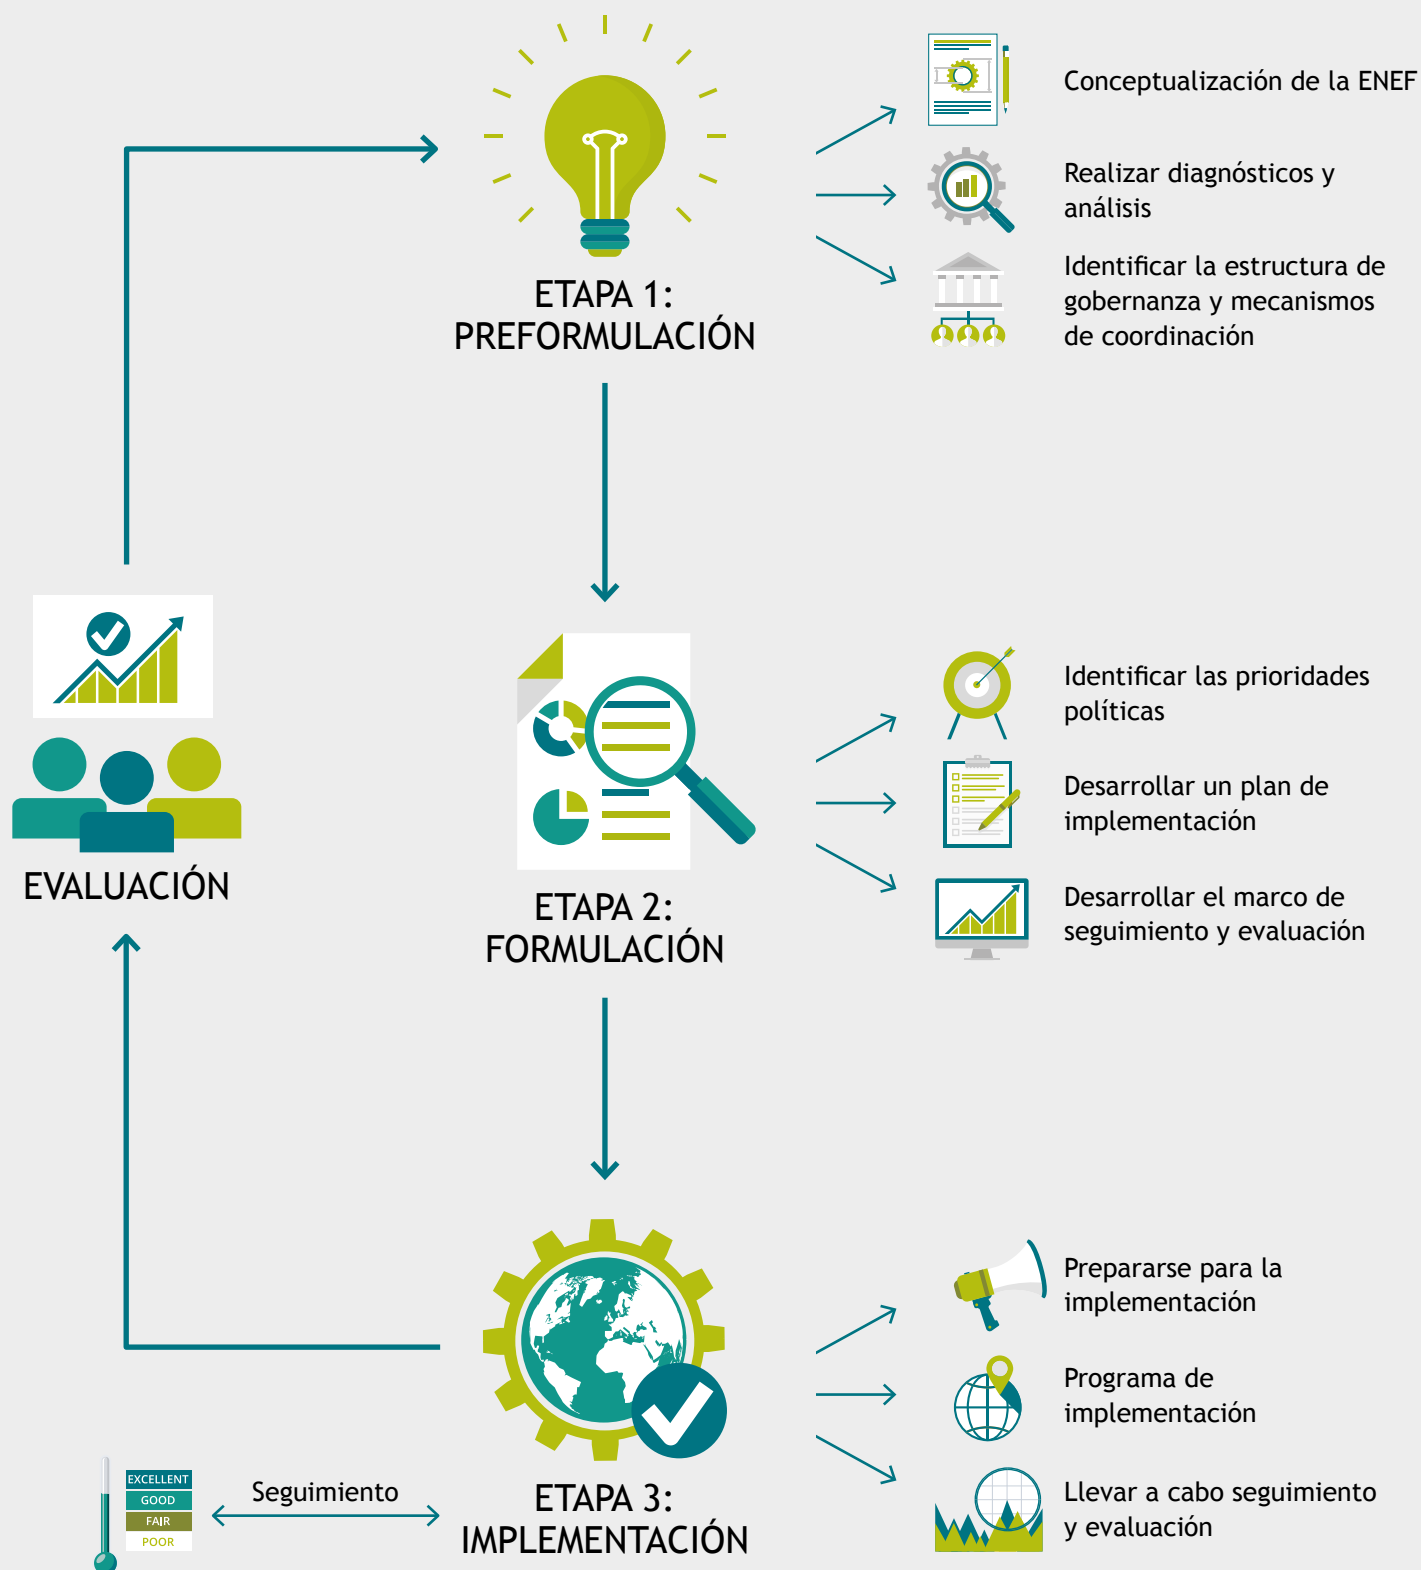 ETAPA 1:
PREFORMULACIÓN
Conceptualización de la ENEF
Realizar diagnósticos y
análisis
Identificar la estructura de
gobernanza y mecanismos
de coordinación
EVALUACIÓN
ETAPA 2:
FORMULACIÓN
Identificar las prioridades
políticas
Desarrollar un plan de
implementación
Desarrollar el marco de
seguimiento y evaluación
ETAPA 3:
IMPLEMENTACIÓN
Prepararse para la
implementación
Programa de
implementación
Llevar a cabo seguimiento
y evaluación
Seguimiento
EXCELLENT
GOOD
FAIR
POOR